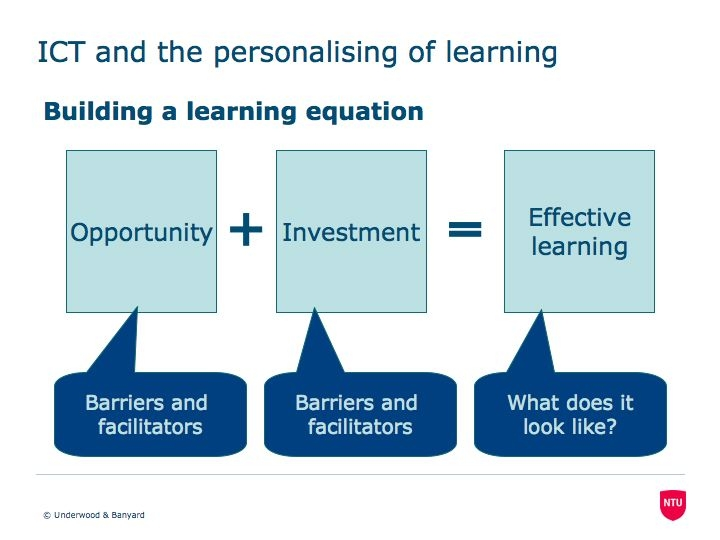 ICT and the personalising of learning
Building a learning equation
Opportunity
+
Investment
=
Effective
learning
Barriers and
facilitators
Barriers and
facilitators
What does it
look like?
© Underwood & Banyard
NTU